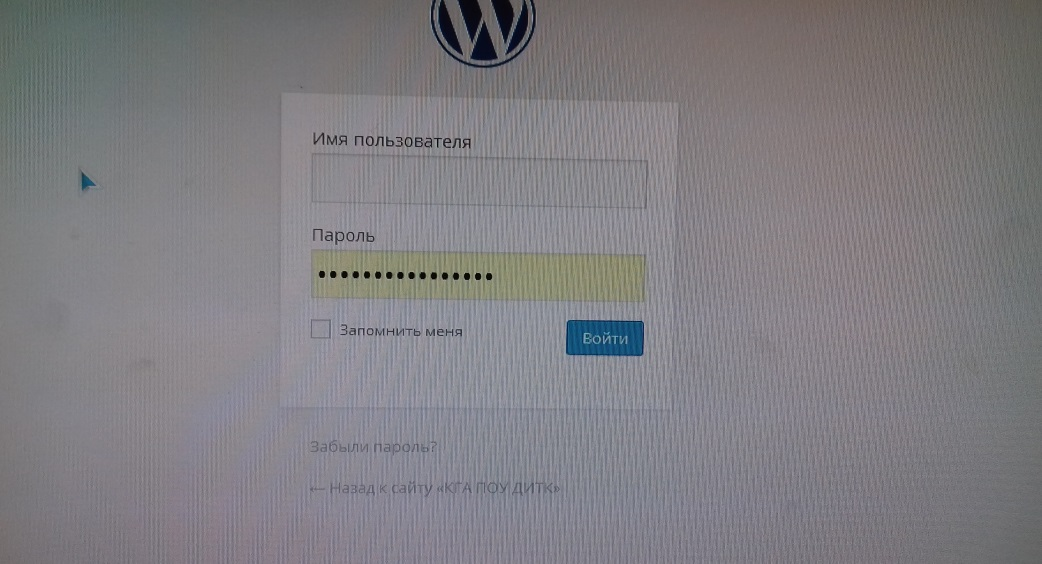 Имя пользователя
Пароль
Запомнить меня
Войти
Забыли пароль?
← Назад к сайту «КГА ПОУ ДИТК»